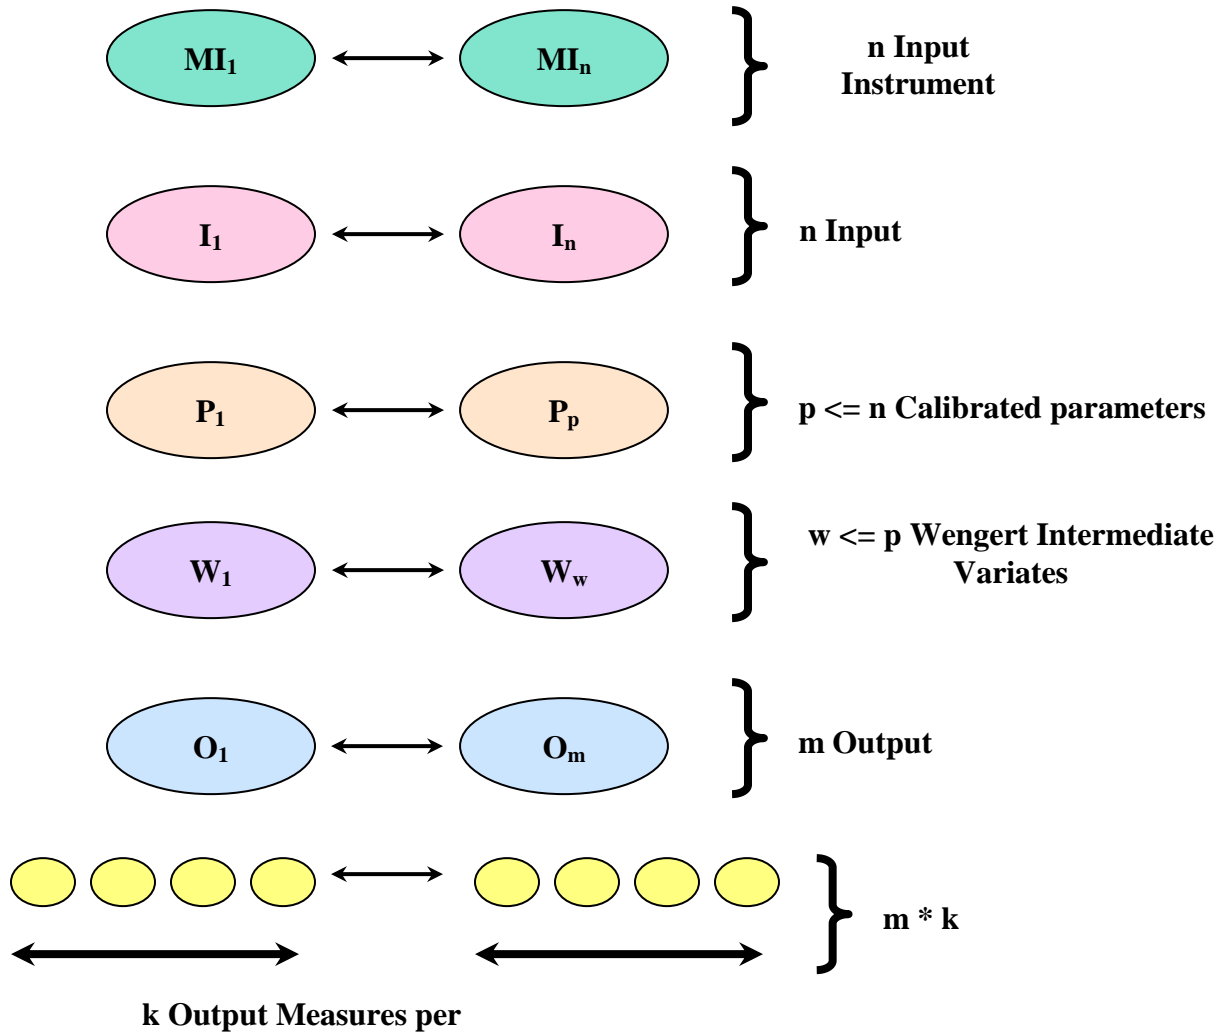 MI₁ MIₙ n Input
Instrument
I₁ Iₙ n Input
P₁ Pₚ p <= n Calibrated parameters
W₁ W_w w <= p Wengert Intermediate
Variates
O₁ Oₘ m Output
m * k
k Output Measures per